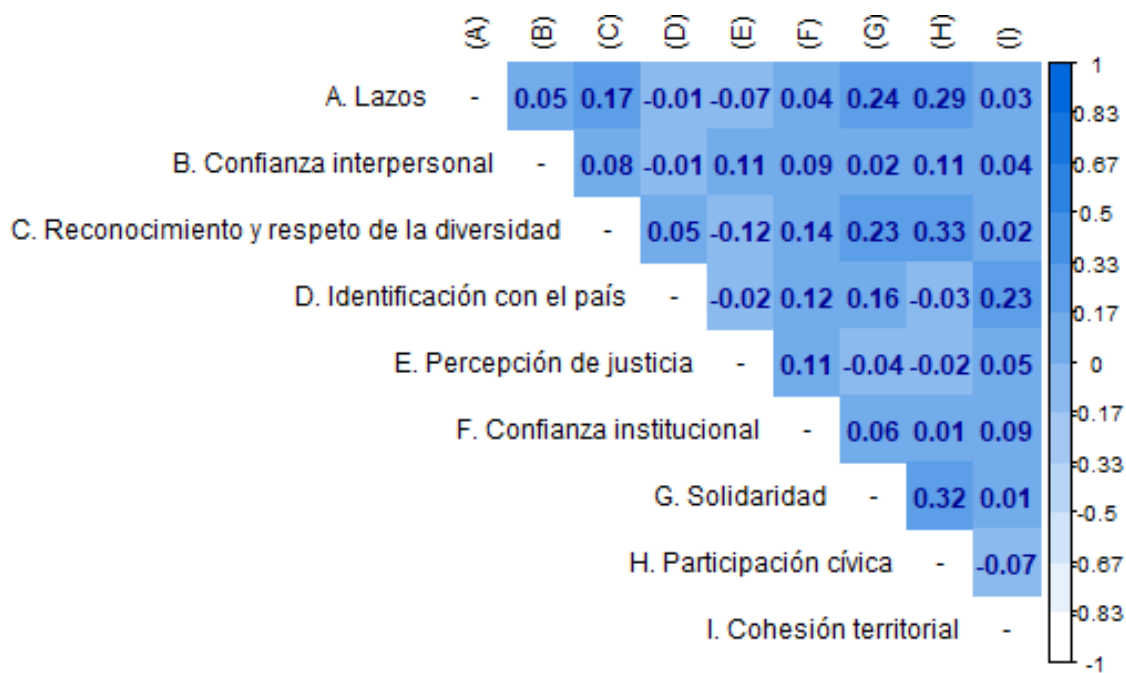 (A) (B) (C) (D) (E) (F) (G) (H) (I)
A. Lazos - 0.05 0.17 -0.01 -0.07 0.04 0.24 0.29 0.03
B. Confianza interpersonal - 0.08 -0.01 0.11 0.09 0.02 0.11 0.04
C. Reconocimiento y respeto de la diversidad - 0.05 -0.12 0.14 0.23 0.33 0.02
D. Identificación con el país - -0.02 0.12 0.16 -0.03 0.23
E. Percepción de justicia - 0.11 -0.04 -0.02 0.05
F. Confianza institucional - 0.06 0.01 0.09
G. Solidaridad - 0.32 0.01
H. Participación cívica - -0.07
I. Cohesión territorial -
1
0.83
0.67
0.5
0.33
0.17
0
-0.17
-0.33
-0.5
-0.67
-0.83
-1